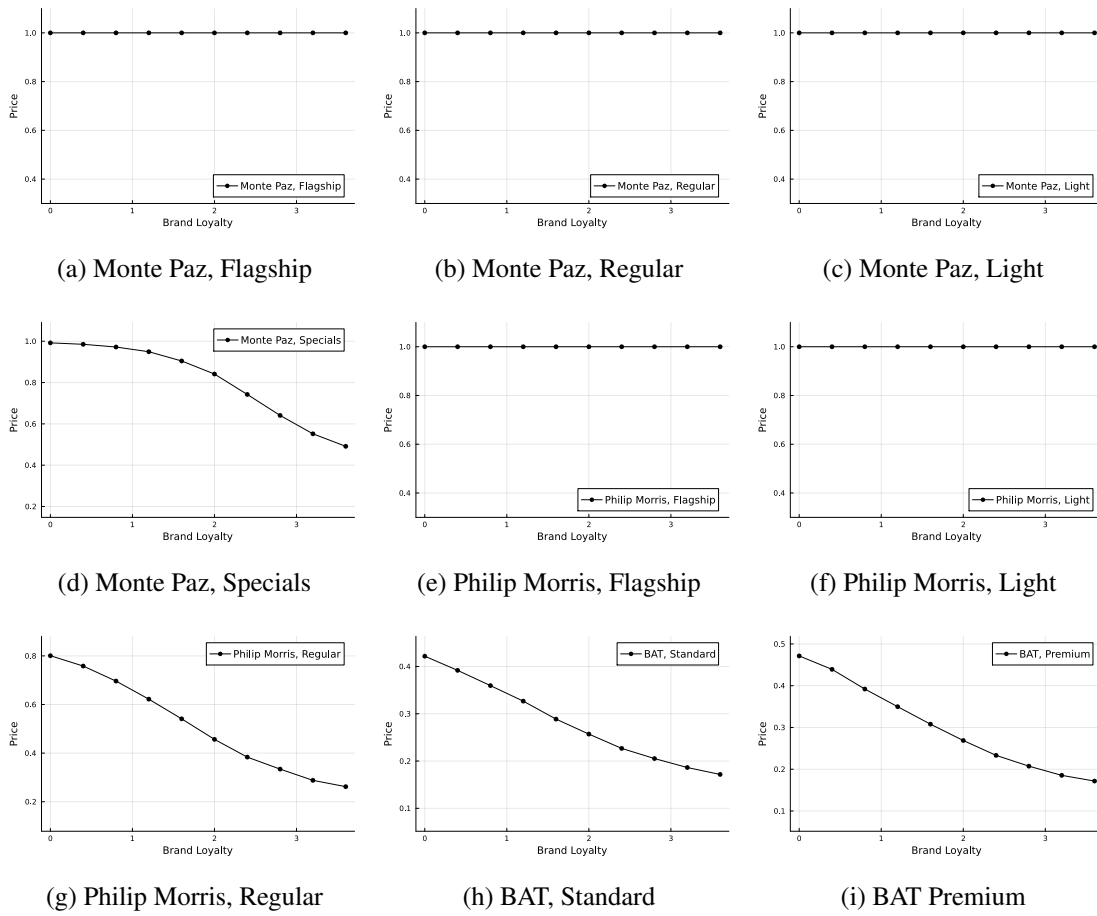 1.0
0.8
0.6
0.4
Price
0
1
2
3
Brand Loyalty
Monte Paz, Flagship
(a) Monte Paz, Flagship
1.0
0.8
0.6
0.4
Price
0
1
2
3
Brand Loyalty
Monte Paz, Regular
(b) Monte Paz, Regular
1.0
0.8
0.6
0.4
Price
0
1
2
3
Brand Loyalty
Monte Paz, Light
(c) Monte Paz, Light
1.0
0.8
0.6
0.4
0.2
Price
0
1
2
3
Brand Loyalty
Monte Paz, Specials
(d) Monte Paz, Specials
1.0
0.8
0.6
0.4
Price
0
1
2
3
Brand Loyalty
Philip Morris, Flagship
(e) Philip Morris, Flagship
1.0
0.8
0.6
0.4
Price
0
1
2
3
Brand Loyalty
Philip Morris, Light
(f) Philip Morris, Light
0.8
0.6
0.4
0.2
Price
0
1
2
3
Brand Loyalty
Philip Morris, Regular
(g) Philip Morris, Regular
0.4
0.3
0.2
0.1
Price
0
1
2
3
Brand Loyalty
BAT, Standard
(h) BAT, Standard
0.5
0.4
0.3
0.2
0.1
Price
0
1
2
3
Brand Loyalty
BAT, Premium
(i) BAT Premium